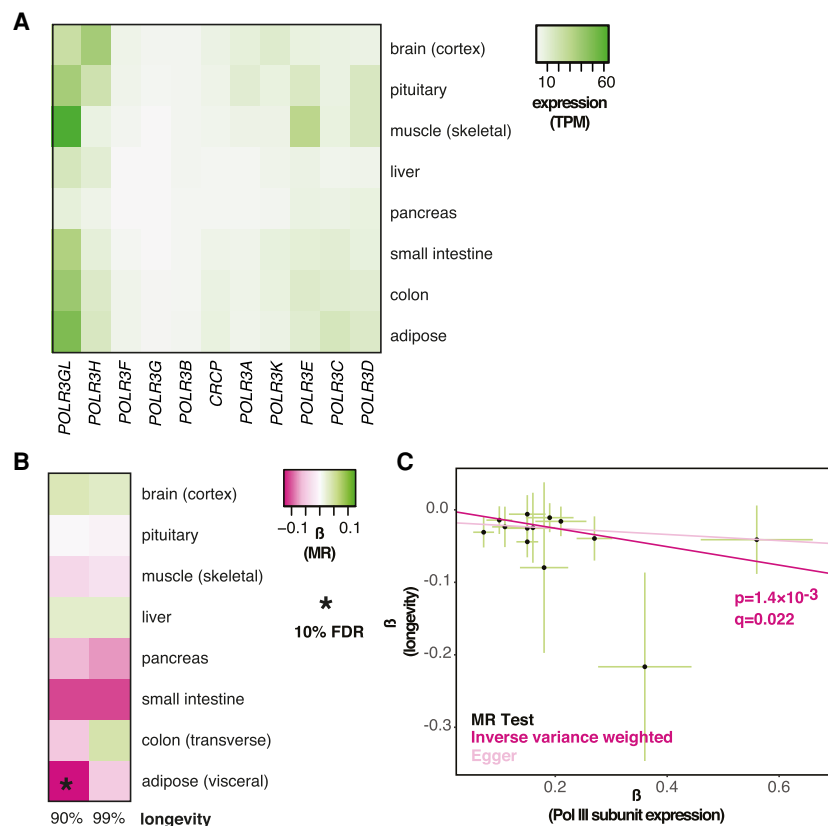 A
brain (cortex)
pituitary
muscle (skeletal)
liver
pancreas
small intestine
colon
adipose
10 60
expression
(TPM)
POLR3GL
POLR3H
POLR3F
POLR3G
POLR3B
CRCP
POLR3A
POLR3K
POLR3E
POLR3C
POLR3D
B
brain (cortex)
pituitary
muscle (skeletal)
liver
pancreas
small intestine
colon (transverse)
adipose (visceral)
*
90% 99% longevity
−0.1 0.1
ß
(MR)
*
10% FDR
C
0.0
-0.1
-0.2
-0.3
ß
(longevity)
p=1.4×10-3
q=0.022
MR Test
Inverse variance weighted
Egger
0.2 0.4 0.6
ß
(Pol III subunit expression)